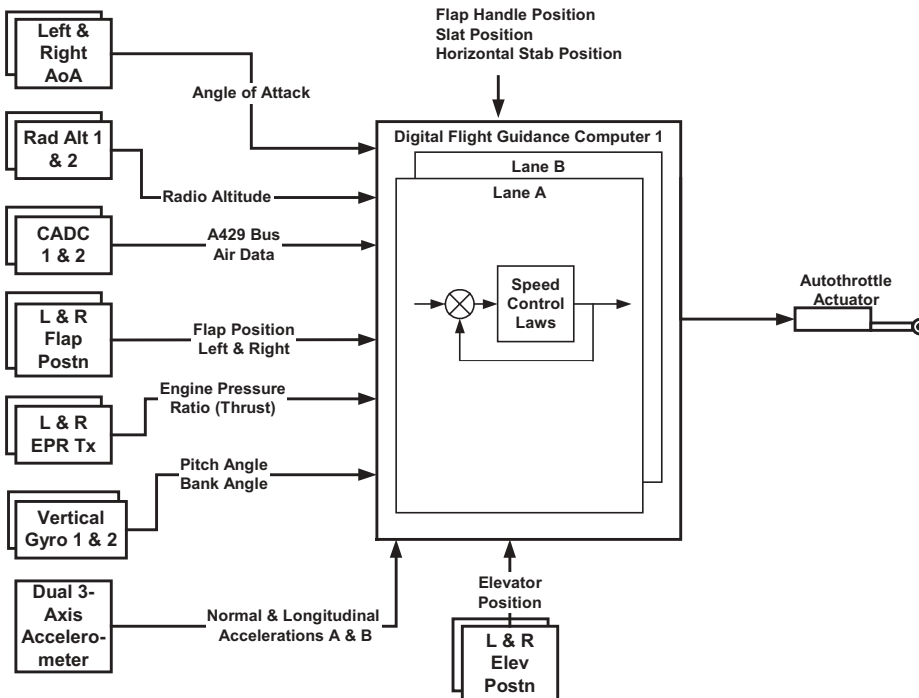 Flap Handle Position
Slat Position
Horizontal Stab Position
Left &
Right
AoA
Angle of Attack
Rad Alt 1
& 2
Radio Altitude
CADC
1 & 2
A429 Bus
Air Data
L & R
Flap
Postn
Flap Position
Left & Right
L & R
EPR Tx
Engine Pressure
Ratio (Thrust)
Vertical
Gyro 1 & 2
Pitch Angle
Bank Angle
Dual 3-
Axis
Accelero-
meter
Normal & Longitudinal
Accelerations A & B
Digital Flight Guidance Computer 1
Lane B
Lane A
Speed
Control
Laws
Autothrottle
Actuator
Elevator
Position
L & R
Elev
Postn